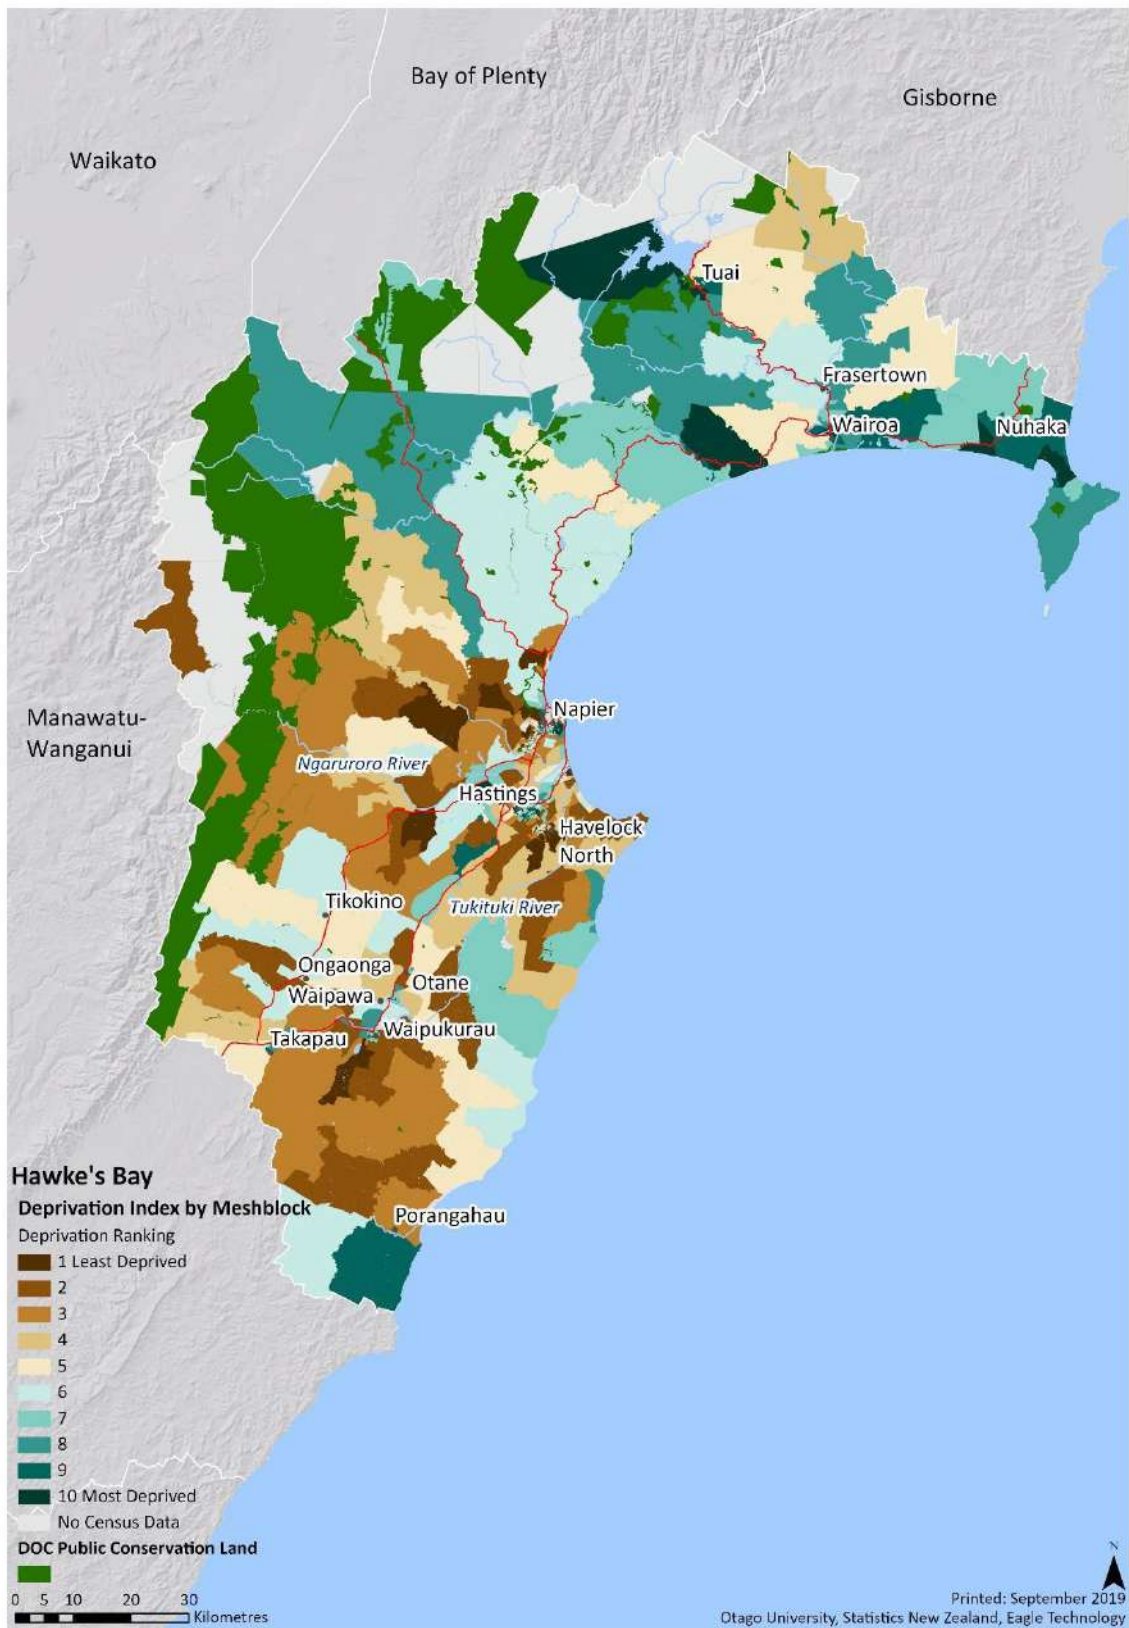 Bay of Plenty
Gisborne
Waikato
Tuai
Frasertown
Wairoa
Nuhaka
Manawatu-
Wanganui
Napier
Ngaruroro River
Hastings
Havelock
North
Tikokino
Tukituki River
Ongaonga
Otane
Waipawa
Waipukurau
Takapau
Porangahau
Hawke's Bay
Deprivation Index by Meshblock
Deprivation Ranking
1 Least Deprived
2
3
4
5
6
7
8
9
10 Most Deprived
No Census Data
DOC Public Conservation Land
0 5 10 20 30
Kilometres
N
Printed: September 2019
Otago University, Statistics New Zealand, Eagle Technology